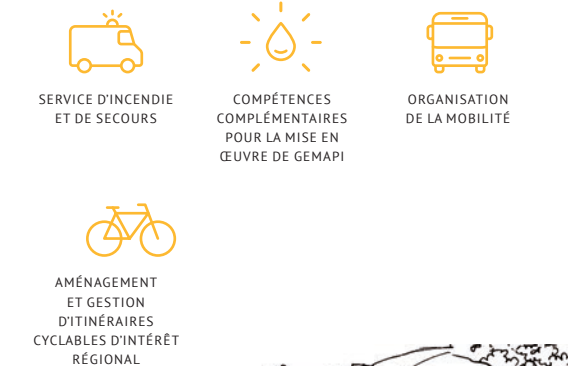 SERVICE D'INCENDIE
ET DE SECOURS
COMPÉTENCES
COMPLÉMENTAIRES
POUR LA MISE EN
ŒUVRE DE GEMAPI
ORGANISATION
DE LA MOBILITÉ
AMÉNAGEMENT
ET GESTION
D'ITINÉRAIRES
CYCLABLES D'INTÉRÊT
RÉGIONAL